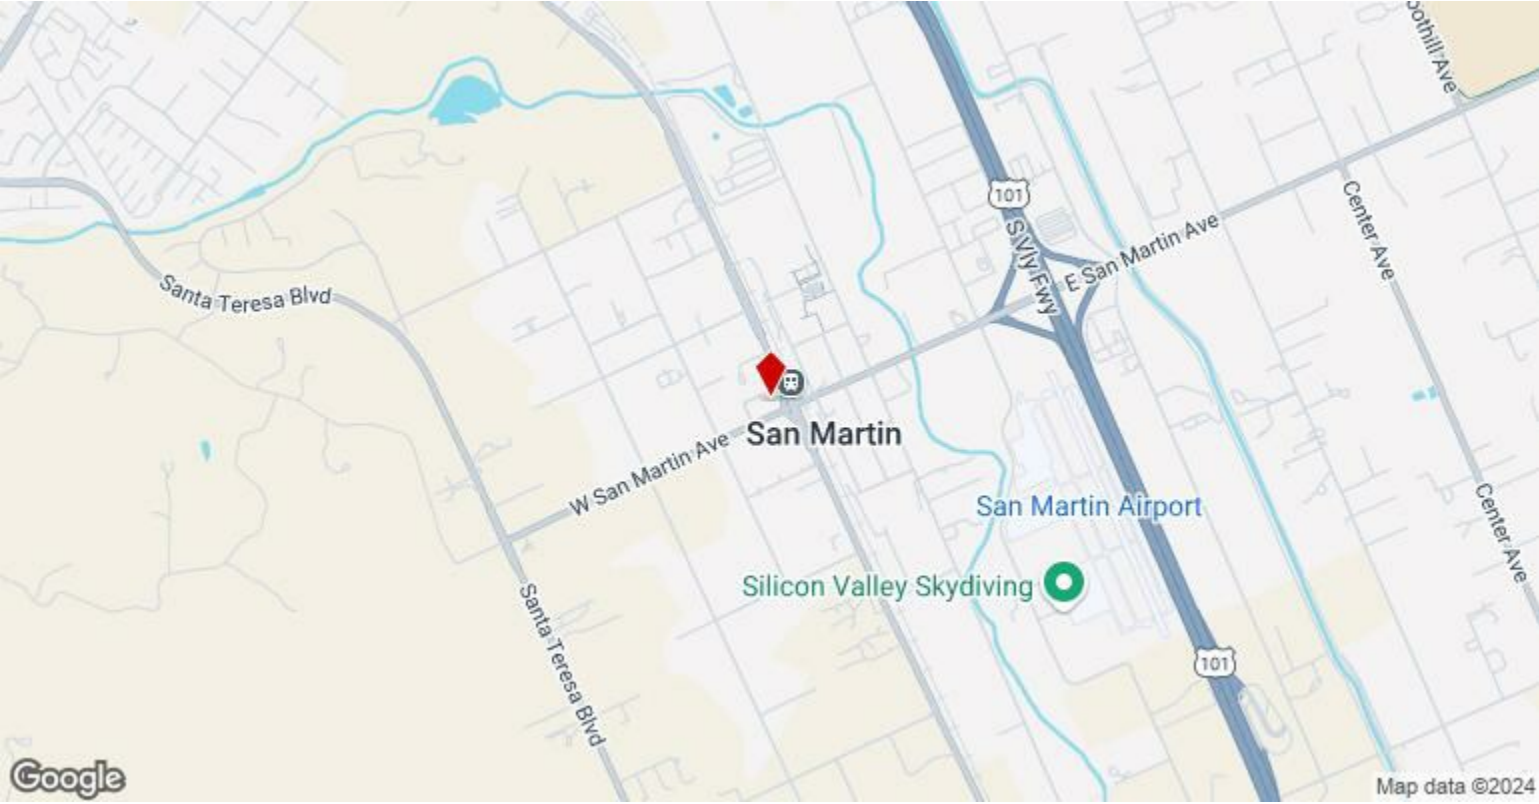 oothill Ave
101
S Vly Fwy
E San Martin Ave
Center Ave
Santa Teresa Blvd
San Martin
W San Martin Ave
San Martin Airport
Center Ave
Silicon Valley Skydiving
Santa Teresa Blvd
101
Google
Map data ©2024